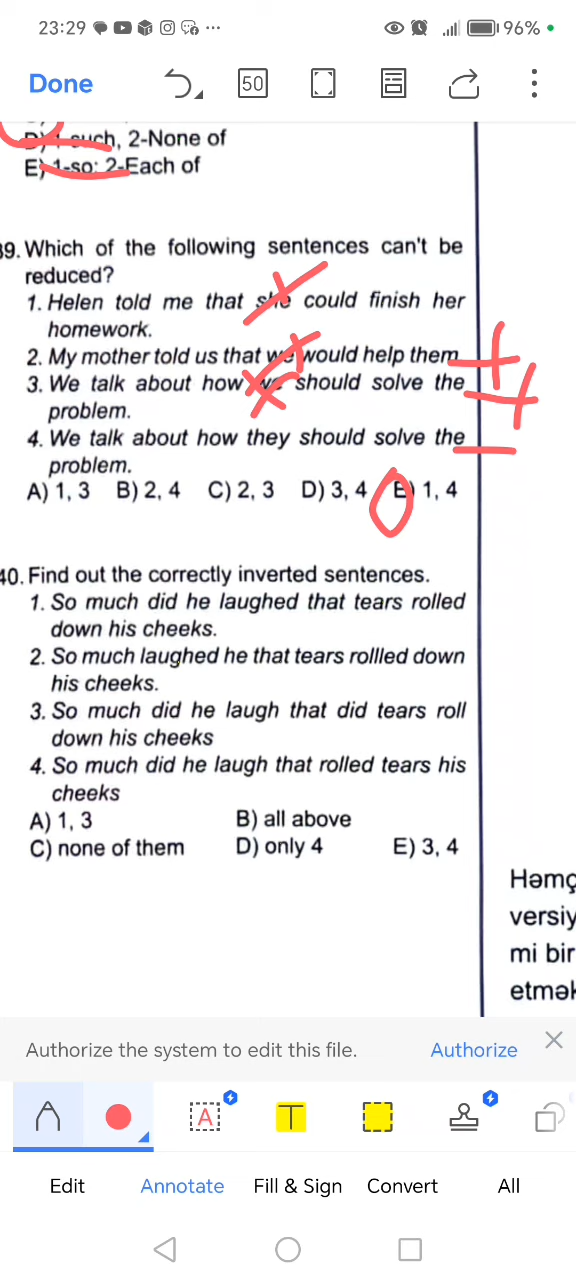 23:29 96%
Done 50
2-None of
E) 1-so: 2-Each of
39. Which of the following sentences can't be
reduced?
1. Helen told me that she could finish her
homework.
2. My mother told us that we would help them
3. We talk about how we should solve the
problem.
4. We talk about how they should solve the
problem.
A) 1, 3 B) 2, 4 C) 2, 3 D) 3, 4 E) 1, 4
40. Find out the correctly inverted sentences.
1. So much did he laughed that tears rolled
down his cheeks.
2. So much laughed he that tears rollled down
his cheeks.
3. So much did he laugh that did tears roll
down his cheeks
4. So much did he laugh that rolled tears his
cheeks
A) 1, 3 B) all above
C) none of them D) only 4 E) 3, 4
Həmç
versiy
mi bir
etmək
Authorize the system to edit this file. Authorize
A T
Edit Annotate Fill & Sign Convert All